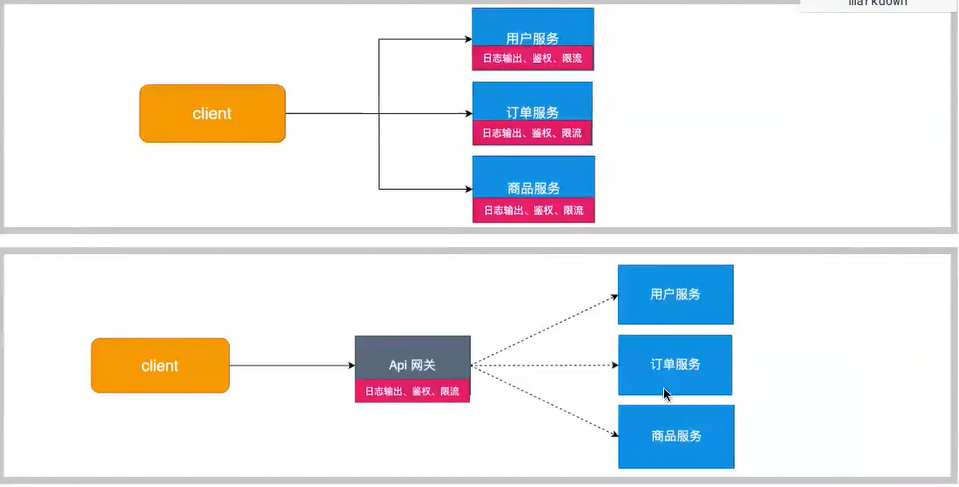 markdown
用户服务
日志输出、鉴权、限流
client
订单服务
日志输出、鉴权、限流
商品服务
日志输出、鉴权、限流
用户服务
client
Api 网关
日志输出、鉴权、限流
订单服务
商品服务